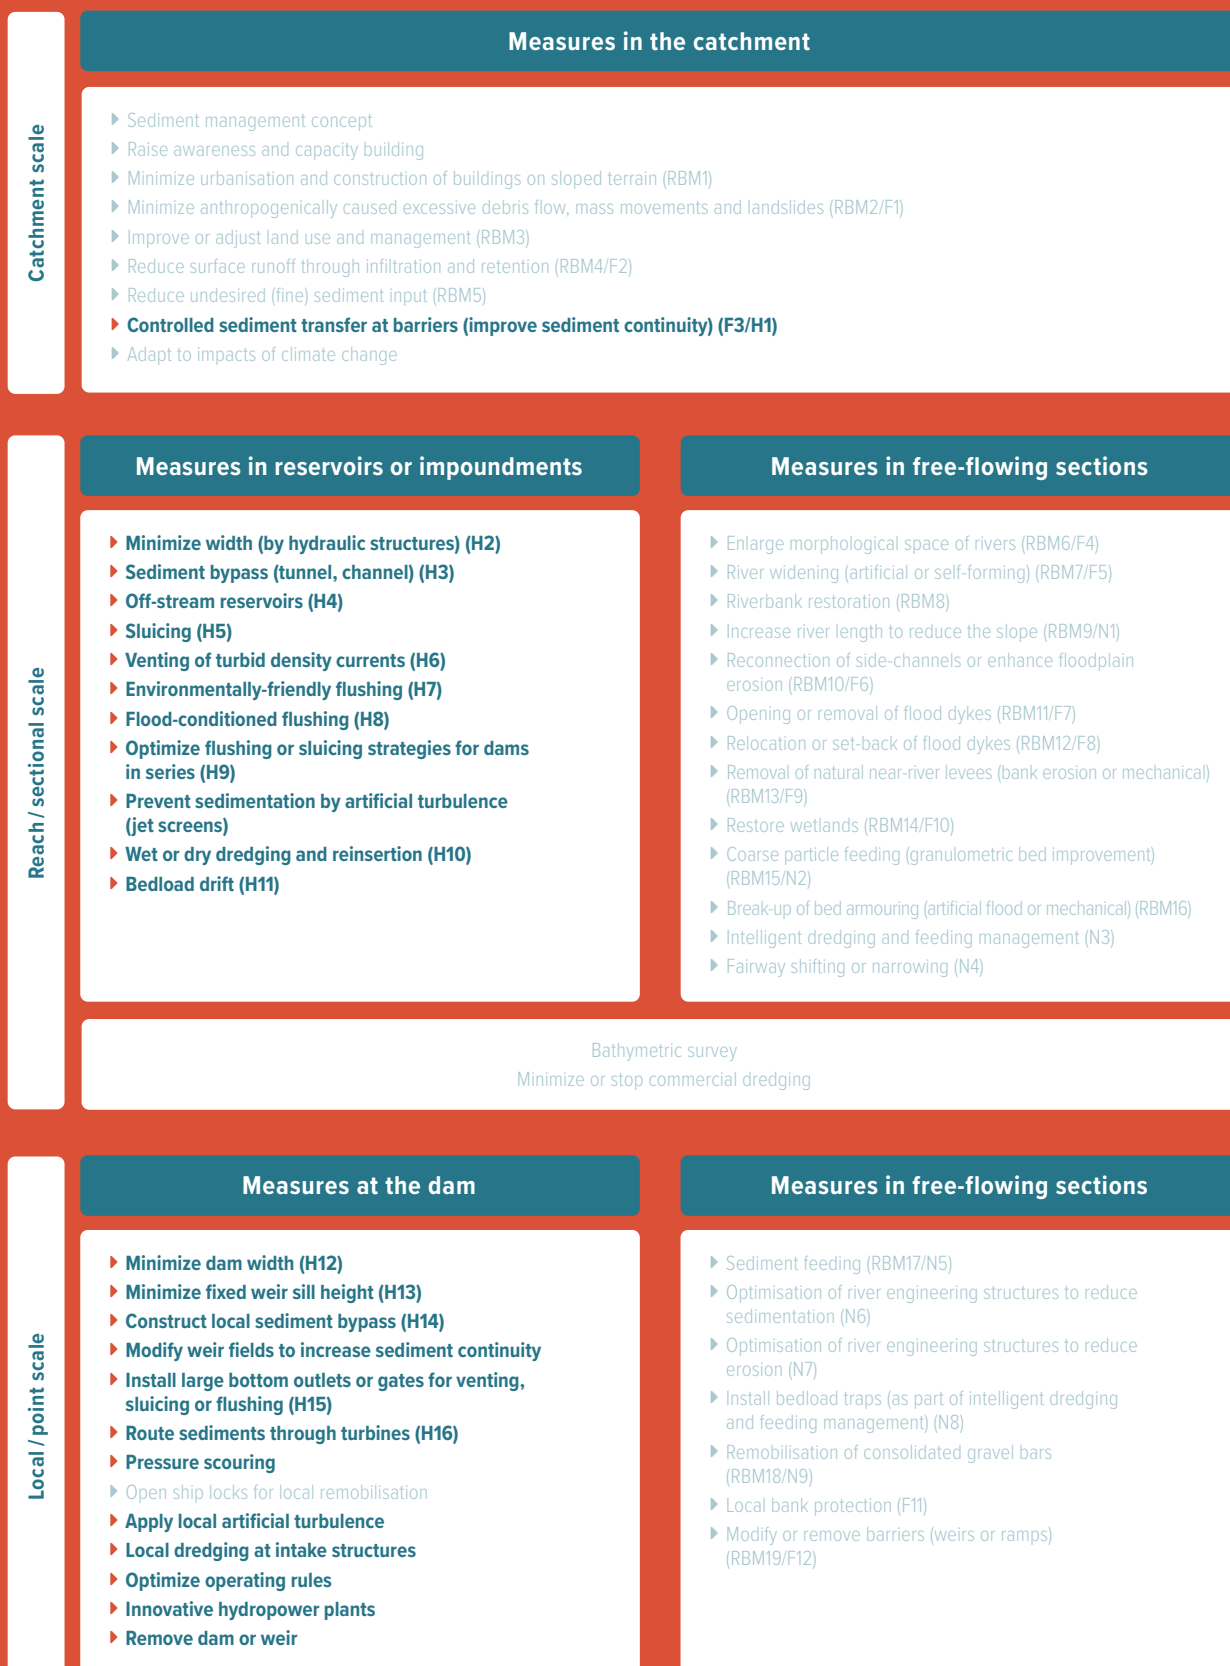 Measures in the catchment
Catchment scale
Sediment management concept
Raise awareness and capacity building
Minimize urbanisation and construction of buildings on sloped terrain (RBM1)
Minimize anthropogenically caused excessive debris flow, mass movements and landslides (RBM2/F1)
Improve or adjust land use and management (RBM3)
Reduce surface runoff through infiltration and retention (RBM4/F2)
Reduce undesired (fine) sediment input (RBM5)
Controlled sediment transfer at barriers (improve sediment continuity) (F3/H1)
Adapt to impacts of climate change
Reach / sectional scale
Measures in reservoirs or impoundments
Minimize width (by hydraulic structures) (H2)
Sediment bypass (tunnel, channel) (H3)
Off-stream reservoirs (H4)
Sluicing (H5)
Venting of turbid density currents (H6)
Environmentally-friendly flushing (H7)
Flood-conditioned flushing (H8)
Optimize flushing or sluicing strategies for dams
in series (H9)
Prevent sedimentation by artificial turbulence
(jet screens)
Wet or dry dredging and reinsertion (H10)
Bedload drift (H11)
Measures in free-flowing sections
Enlarge morphological space of rivers (RBM6/F4)
River widening (artificial or self-forming) (RBM7/F5)
Riverbank restoration (RBM8)
Increase river length to reduce the slope (RBM9/N1)
Reconnection of side-channels or enhance floodplain
erosion (RBM10/F6)
Opening or removal of flood dykes (RBM11/F7)
Relocation or set-back of flood dykes (RBM12/F8)
Removal of natural near-river levees (bank erosion or mechanical)
(RBM13/F9)
Restore wetlands (RBM14/F10)
Coarse particle feeding (granulometric bed improvement)
(RBM15/N2)
Break-up of bed armouring (artificial flood or mechanical) (RBM16)
Intelligent dredging and feeding management (N3)
Fairway shifting or narrowing (N4)
Bathymetric survey
Minimize or stop commercial dredging
Local / point scale
Measures at the dam
Minimize dam width (H12)
Minimize fixed weir sill height (H13)
Construct local sediment bypass (H14)
Modify weir fields to increase sediment continuity
Install large bottom outlets or gates for venting,
sluicing or flushing (H15)
Route sediments through turbines (H16)
Pressure scouring
Open ship locks for local remobilisation
Apply local artificial turbulence
Local dredging at intake structures
Optimize operating rules
Innovative hydropower plants
Remove dam or weir
Measures in free-flowing sections
Sediment feeding (RBM17/N5)
Optimisation of river engineering structures to reduce
sedimentation (N6)
Optimisation of river engineering structures to reduce
erosion (N7)
Install bedload traps (as part of intelligent dredging
and feeding management) (N8)
Remobilisation of consolidated gravel bars
(RBM18/N9)
Local bank protection (F11)
Modify or remove barriers (weirs or ramps)
(RBM19/F12)